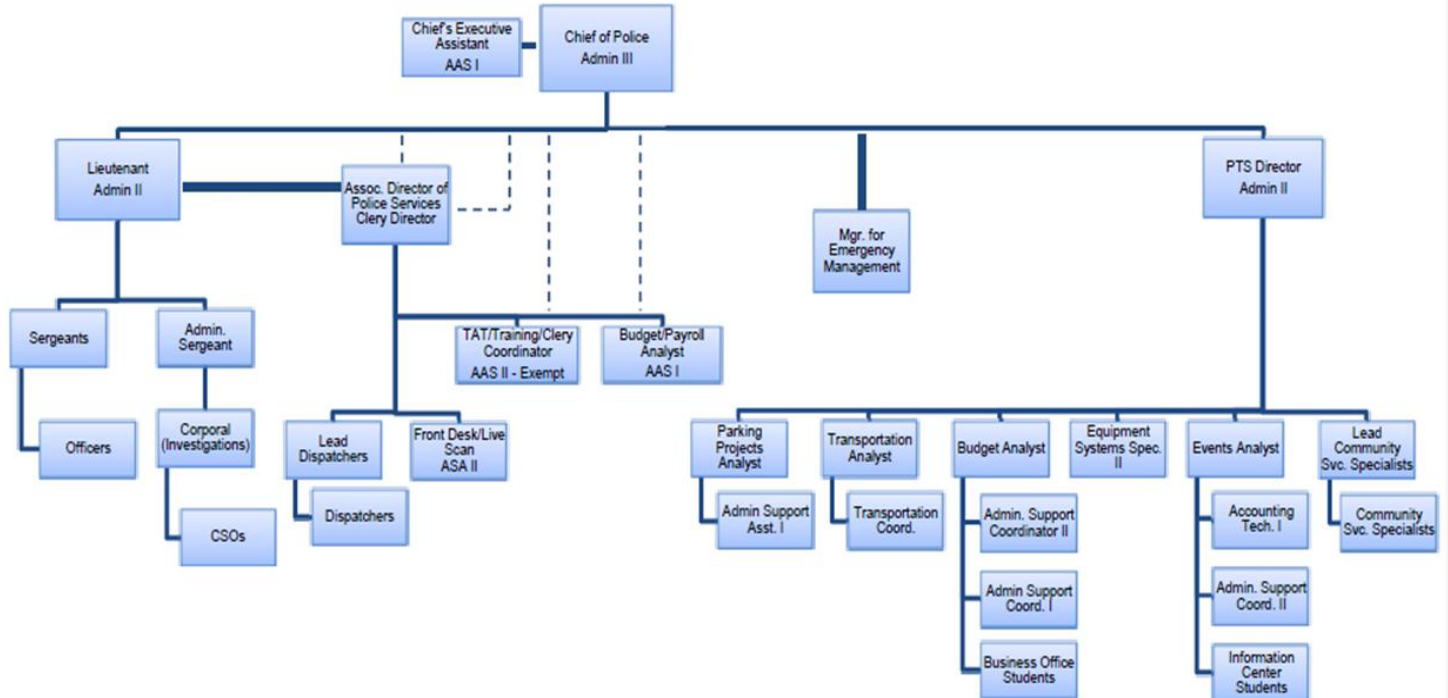 Chief's Executive
Assistant
AAS I
Chief of Police
Admin III
Lieutenant
Admin II
Assoc. Director of
Police Services
Clery Director
Mgr. for
Emergency
Management
PTS Director
Admin II
Sergeants
Admin.
Sergeant
TAT/Training/Clery
Coordinator
AAS II - Exempt
Budget/Payroll
Analyst
AAS I
Officers
Corporal
(Investigations)
CSOs
Lead
Dispatchers
Front Desk/Live
Scan
ASA II
Dispatchers
Parking
Projects
Analyst
Transportation
Analyst
Budget Analyst
Equipment
Systems Spec.
II
Events Analyst
Lead
Community
Svc. Specialists
Admin Support
Asst. I
Transportation
Coord.
Admin. Support
Coordinator II
Accounting
Tech. I
Community
Svc. Specialists
Admin Support
Coord. I
Admin. Support
Coord. II
Business Office
Students
Information
Center
Students